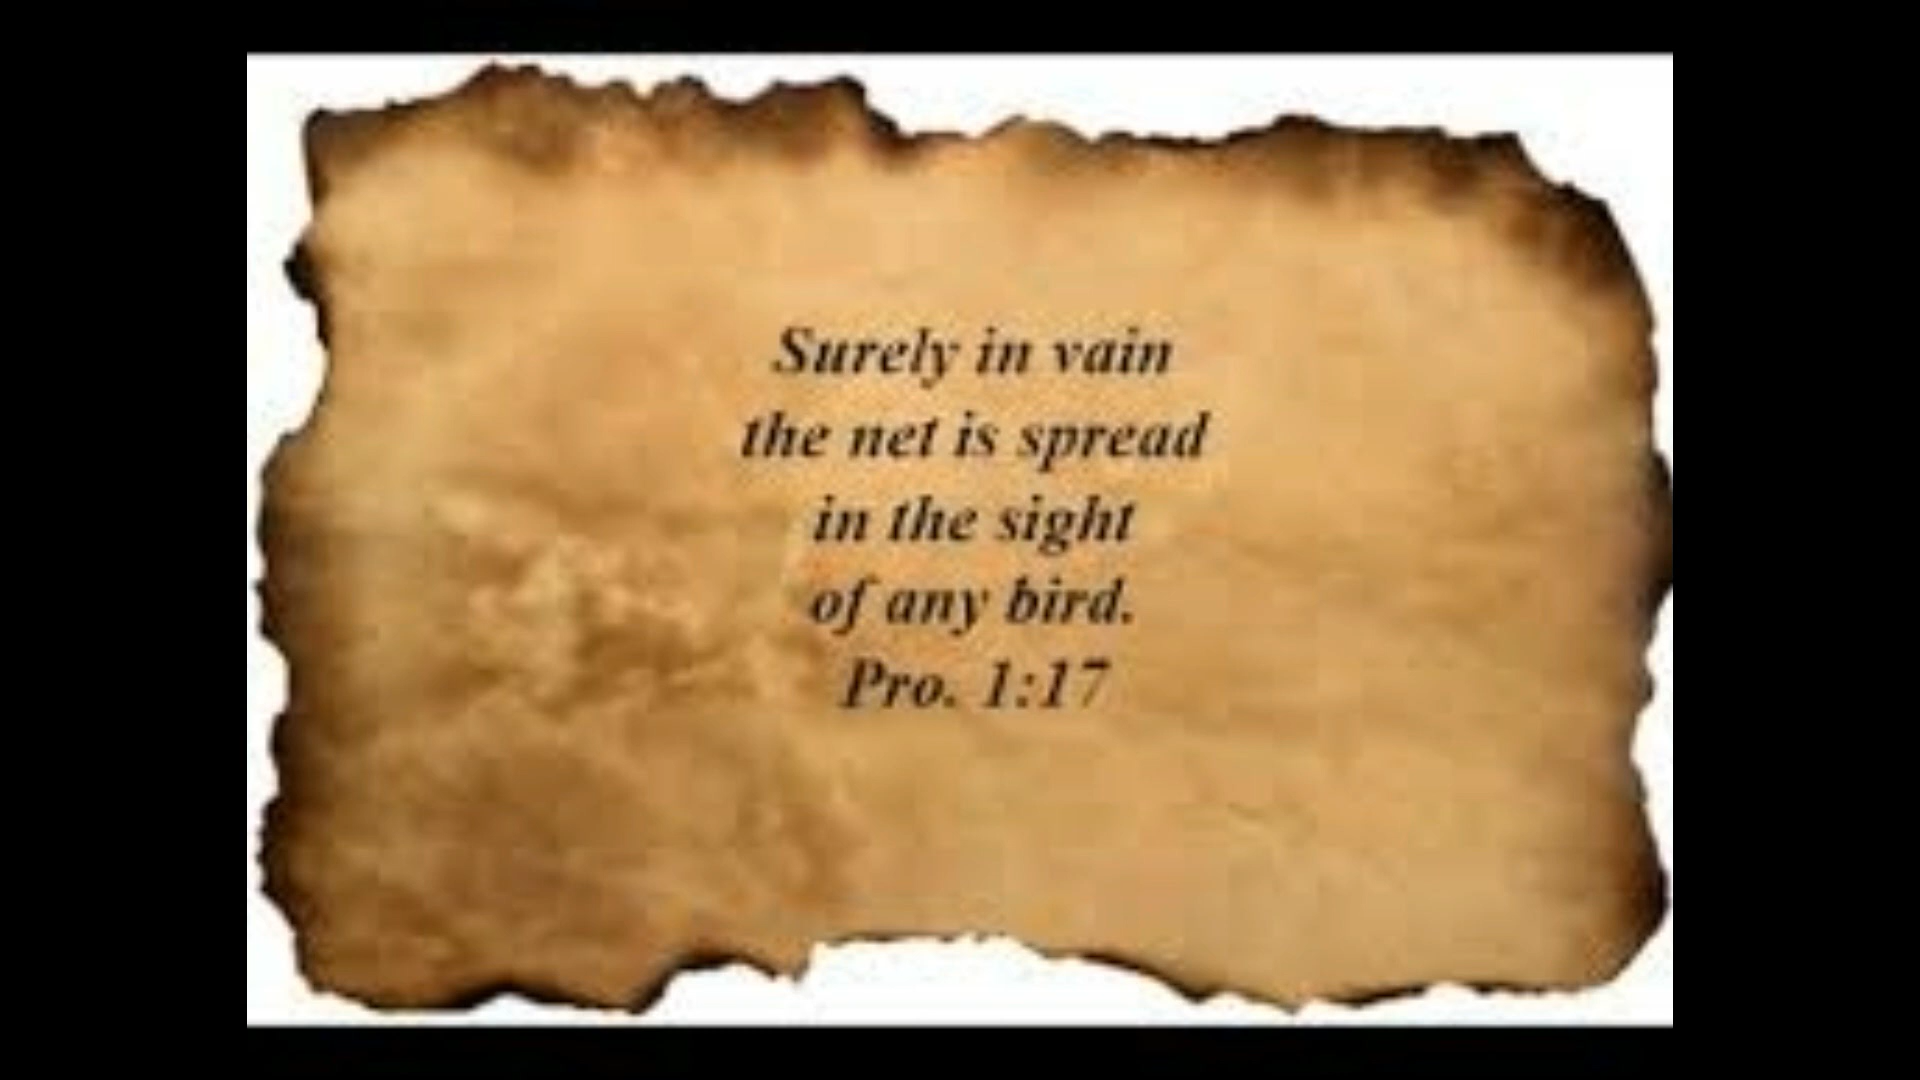 Surely in vain
the net is spread
in the sight
of any bird.
Pro. 1:17